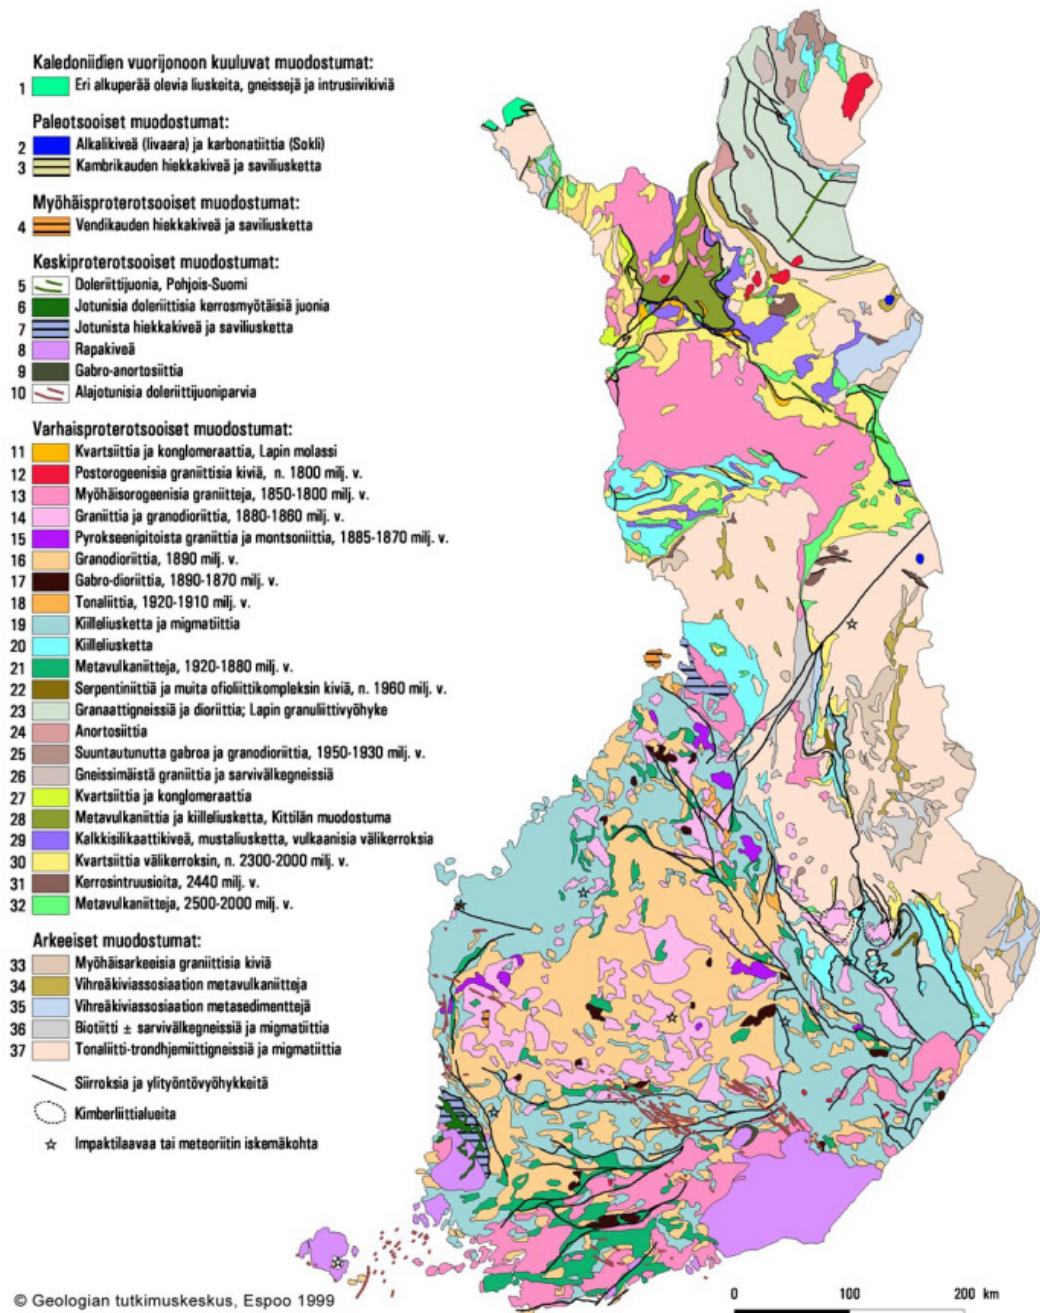 Kaledoniidien vuorijonoon kuuluvat muodostumat:
1 Eri alkuperää olevia liuskeita, gneissejä ja intrusiivikiviä
Paleotsooiset muodostumat:
2 Alkalikiveä (Iivaara) ja karbonatiittia (Sokli)
3 Kambrikauden hiekkakiveä ja saviliusketta
Myöhäisproterotsooiset muodostumat:
4 Vendikauden hiekkakiveä ja saviliusketta
Keskiproterotsooiset muodostumat:
5 Doleriittijuonia, Pohjois-Suomi
6 Jotunisia doleriittisia kerrosmyötäisiä juonia
7 Jotunista hiekkakiveä ja saviliusketta
8 Rapakiveä
9 Gabro-anortosiittia
10 Alajotunisia doleriittijuoniparvia
Varhaisproterotsooiset muodostumat:
11 Kvartsiittia ja konglomeraattia, Lapin molassi
12 Postorogeenisia graniittisia kiviä, n. 1800 milj. v.
13 Myöhäisorogeenisia graniitteja, 1850-1800 milj. v.
14 Graniittia ja granodioriittia, 1880-1860 milj. v.
15 Pyrokseenipitoista graniittia ja montsoniittia, 1885-1870 milj. v.
16 Granodioriittia, 1890 milj. v.
17 Gabro-dioriittia, 1890-1870 milj. v.
18 Tonaliittia, 1920-1910 milj. v.
19 Kiilleliusketta ja migmatiittia
20 Kiilleliusketta
21 Metavulkaniitteja, 1920-1880 milj. v.
22 Serpentiniittiä ja muita ofioliittikompleksin kiviä, n. 1960 milj. v.
23 Granaattigneissiä ja dioriittia; Lapin granuliittivyöhyke
24 Anortosiittia
25 Suuntautunutta gabroa ja granodioriittia, 1950-1930 milj. v.
26 Gneissimäistä graniittia ja sarvivälkegneissiä
27 Kvartsiittia ja konglomeraattia
28 Metavulkaniittia ja kiilleliusketta, Kittilän muodostuma
29 Kalkkisilikaattikiveä, mustaliusketta, vulkaanisia välikerroksia
30 Kvartsiittia välikerroksin, n. 2300-2000 milj. v.
31 Kerrosintruusioita, 2440 milj. v.
32 Metavulkaniitteja, 2500-2000 milj. v.
Arkeeiset muodostumat:
33 Myöhäisarkeeisia graniittisia kiviä
34 Vihreäkiviassosiaation metavulkaniitteja
35 Vihreäkiviassosiaation metasedimenttejä
36 Biotiitti ± sarvivälkegneissiä ja migmatiittia
37 Tonaliitti-trondhjemiittigneissiä ja migmatiittia
Siirroksia ja ylityöntövyöhykkeitä
Kimberliittialueita
Impaktilaavaa tai meteoriitin iskemäkohta
© Geologian tutkimuskeskus, Espoo 1999
0 100 200 km